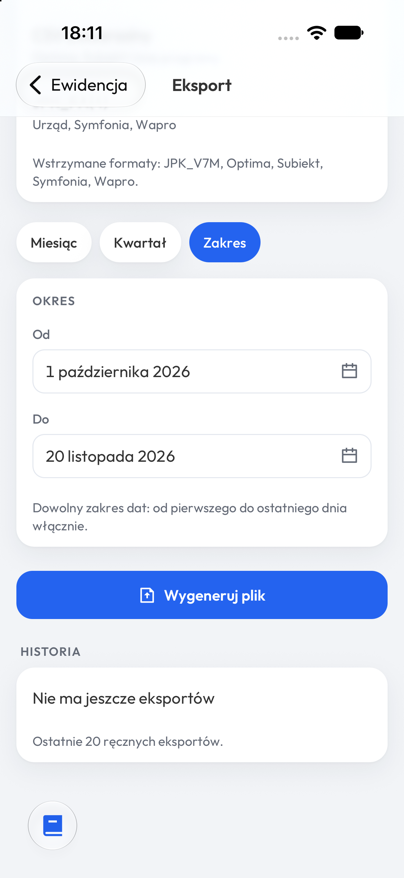 18:11
Ewidencja
Eksport
Urząd, Symfonia, Wapro
Wstrzymane formaty: JPK_V7M, Optima, Subiekt,
Symfonia, Wapro.
Miesiąc
Kwartał
Zakres
OKRES
Od
1 października 2026
Do
20 listopada 2026
Dowolny zakres dat: od pierwszego do ostatniego dnia
włącznie.
Wygeneruj plik
HISTORIA
Nie ma jeszcze eksportów
Ostatnie 20 ręcznych eksportów.